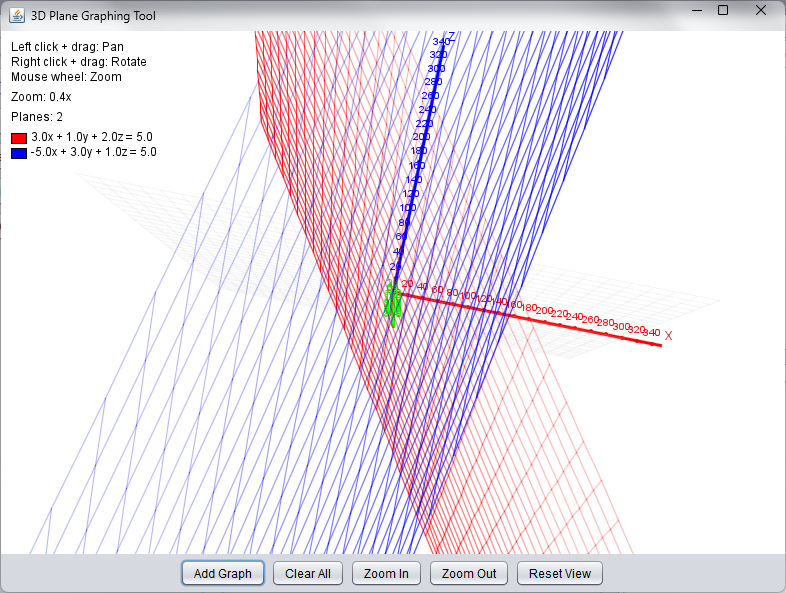 3D Plane Graphing Tool
Left click + drag: Pan
Right click + drag: Rotate
Mouse wheel: Zoom
Zoom: 0.4x
Planes: 2
3.0x + 1.0y + 2.0z = 5.0
-5.0x + 3.0y + 1.0z = 5.0
Z
340
320
300
280
260
240
220
200
180
160
140
120
100
80
60
40
20
20 40 60 80 100 120 140 160 180 200 220 240 260 280 300 320 340 X
Add Graph Clear All Zoom In Zoom Out Reset View